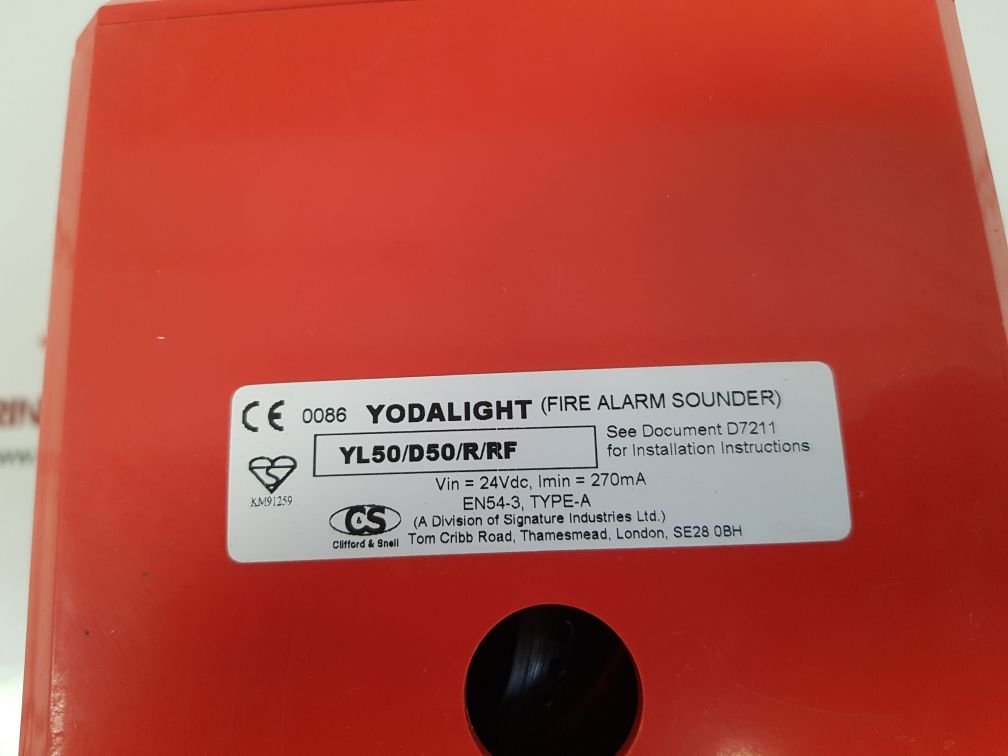 CE 0086 YODALIGHT (FIRE ALARM SOUNDER)
YL50/D50/R/RF
See Document D7211
for Installation Instructions
KM91259
Vin = 24Vdc, Imin = 270mA
EN54-3, TYPE-A
C&S
Clifford & Snell
(A Division of Signature Industries Ltd.)
Tom Cribb Road, Thamesmead, London, SE28 0BH